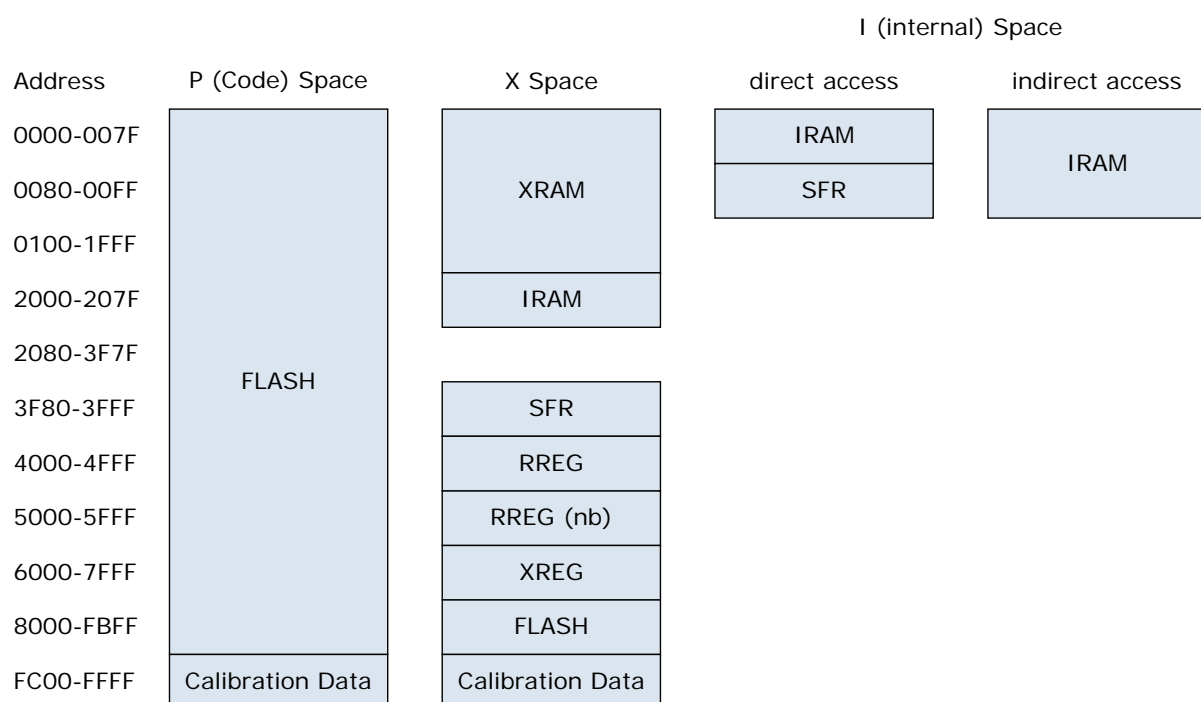 I (internal) Space
Address P (Code) Space X Space direct access indirect access
0000-007F IRAM
IRAM
0080-00FF XRAM SFR
0100-1FFF
2000-207F IRAM
2080-3F7F
FLASH
3F80-3FFF SFR
4000-4FFF RREG
5000-5FFF RREG (nb)
6000-7FFF XREG
8000-FBFF FLASH
FC00-FFFF Calibration Data Calibration Data